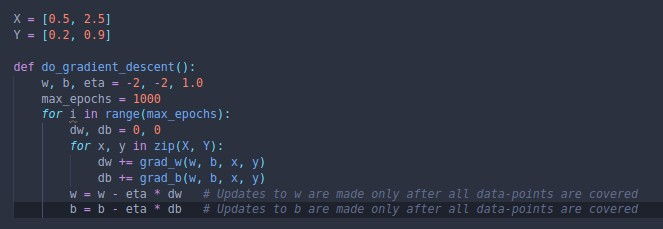 X = [0.5, 2.5]
Y = [0.2, 0.9]
def do_gradient_descent():
    w, b, eta = -2, -2, 1.0
    max_epochs = 1000
    for i in range(max_epochs):
        dw, db = 0, 0
        for x, y in zip(X, Y):
            dw += grad_w(w, b, x, y)
            db += grad_b(w, b, x, y)
        w = w - eta * dw   # Updates to w are made only after all data-points are covered
        b = b - eta * db   # Updates to b are made only after all data-points are covered